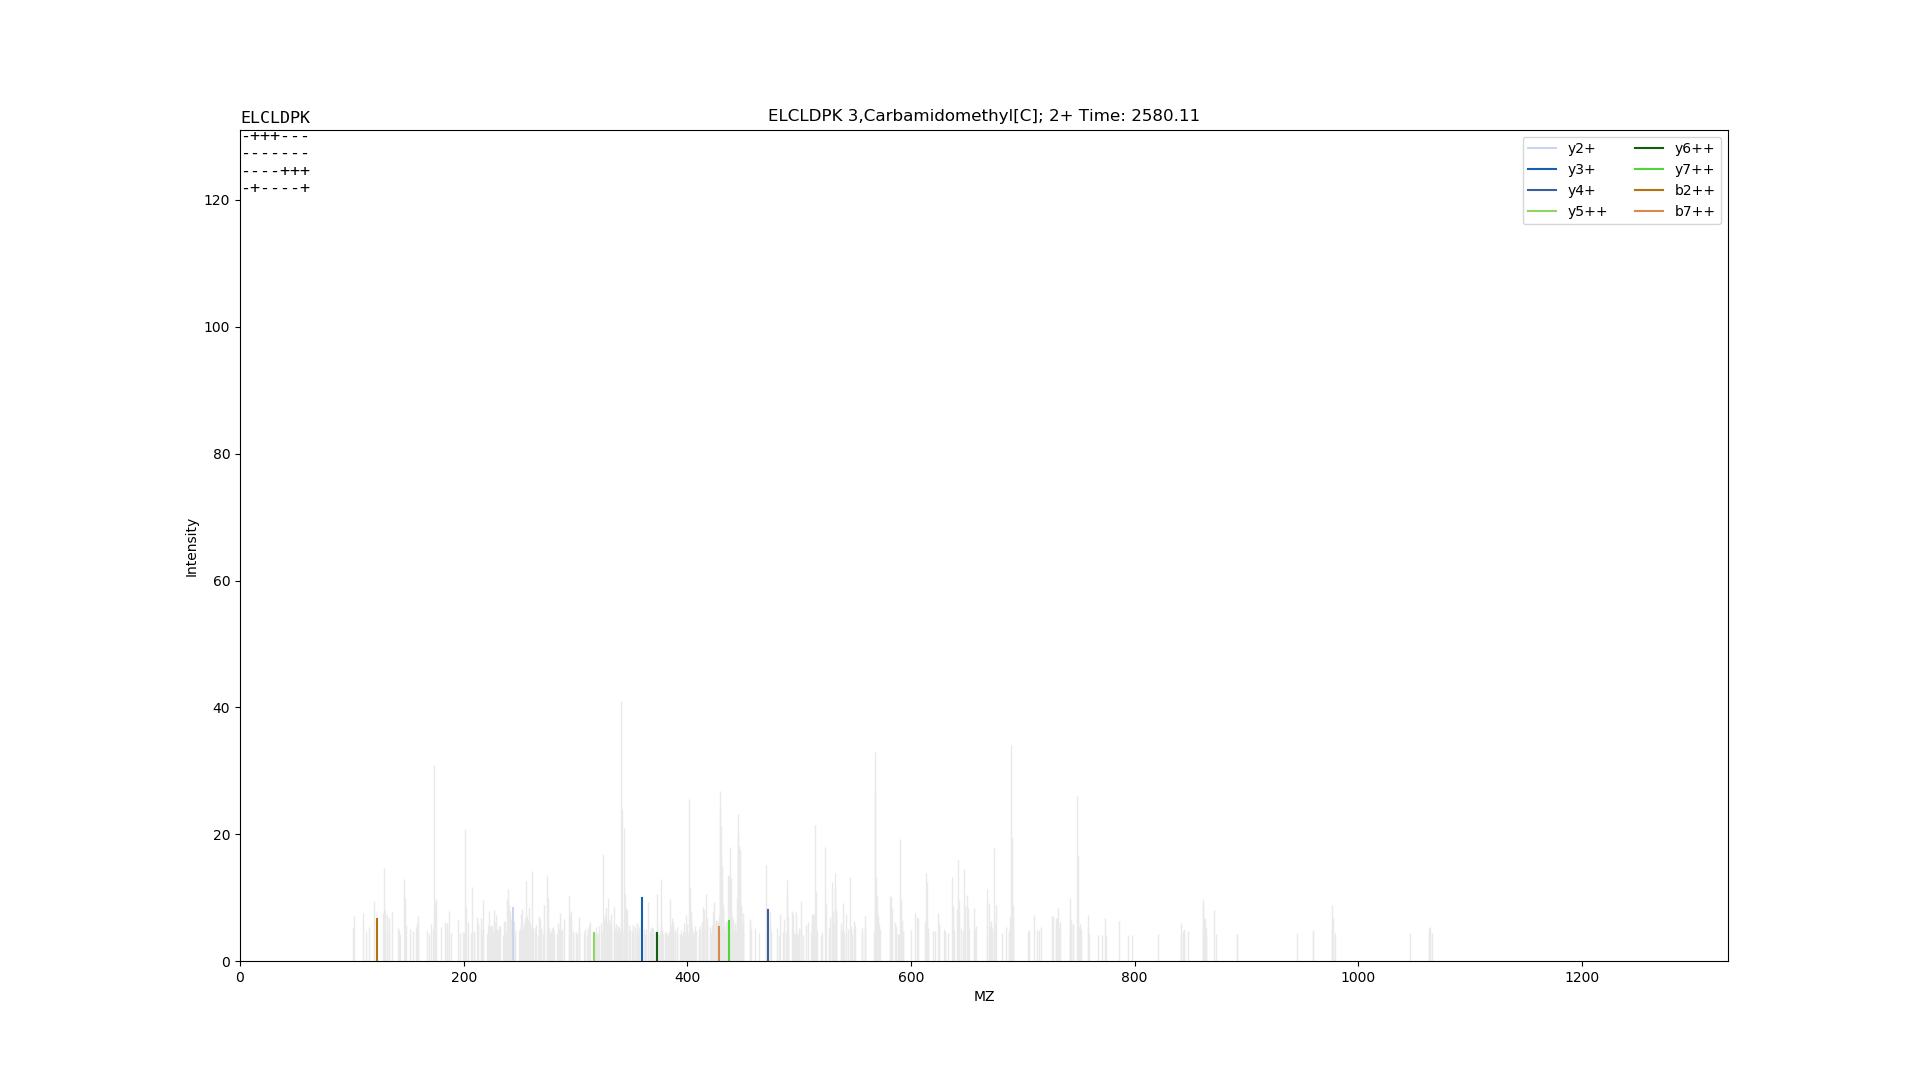 ELCLDPK
ELCLDPK 3,Carbamidomethyl[C]; 2+ Time: 2580.11
-+++---
-------
----+++
-+----+
y2+
y3+
y4+
y5++
y6++
y7++
b2++
b7++
120
100
80
60
40
20
0
Intensity
0 200 400 600 800 1000 1200
MZ